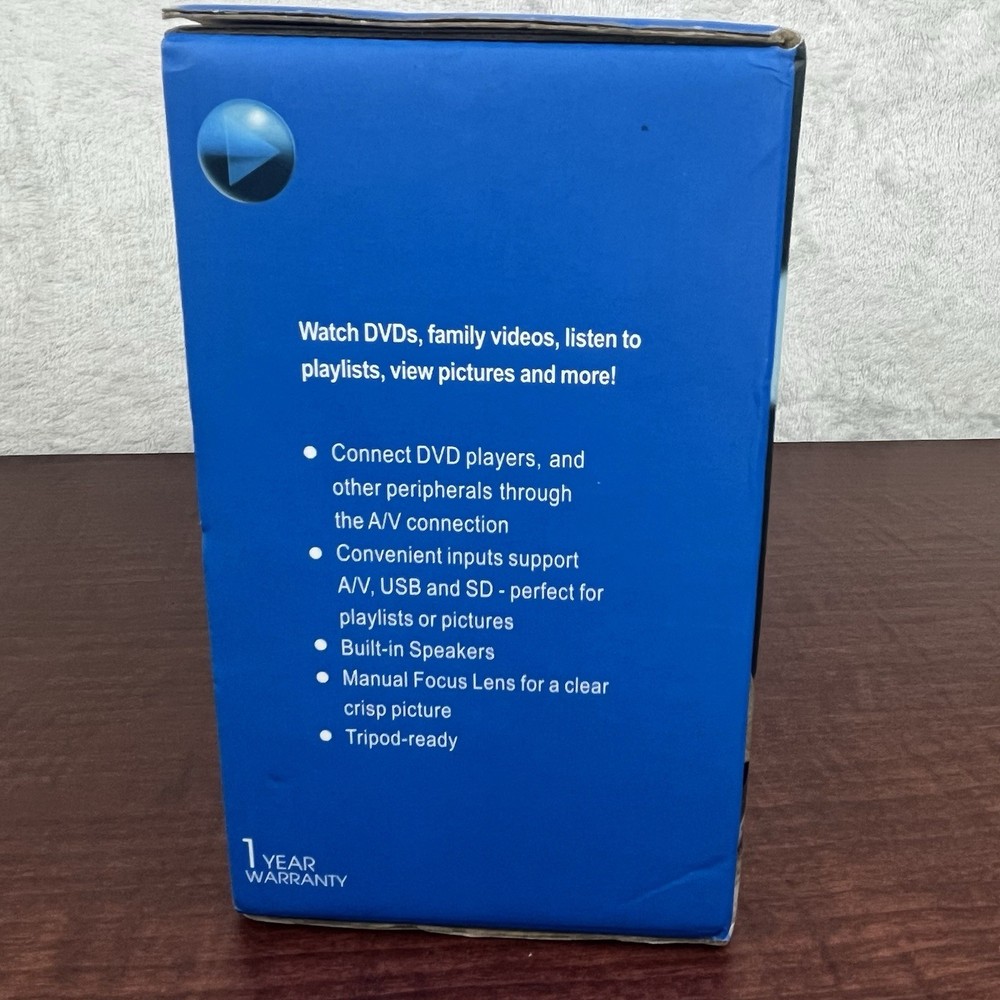 Watch DVDs, family videos, listen to
playlists, view pictures and more!
● Connect DVD players, and
other peripherals through
the A/V connection
● Convenient inputs support
A/V, USB and SD - perfect for
playlists or pictures
● Built-in Speakers
● Manual Focus Lens for a clear
crisp picture
● Tripod-ready
1 YEAR
WARRANTY